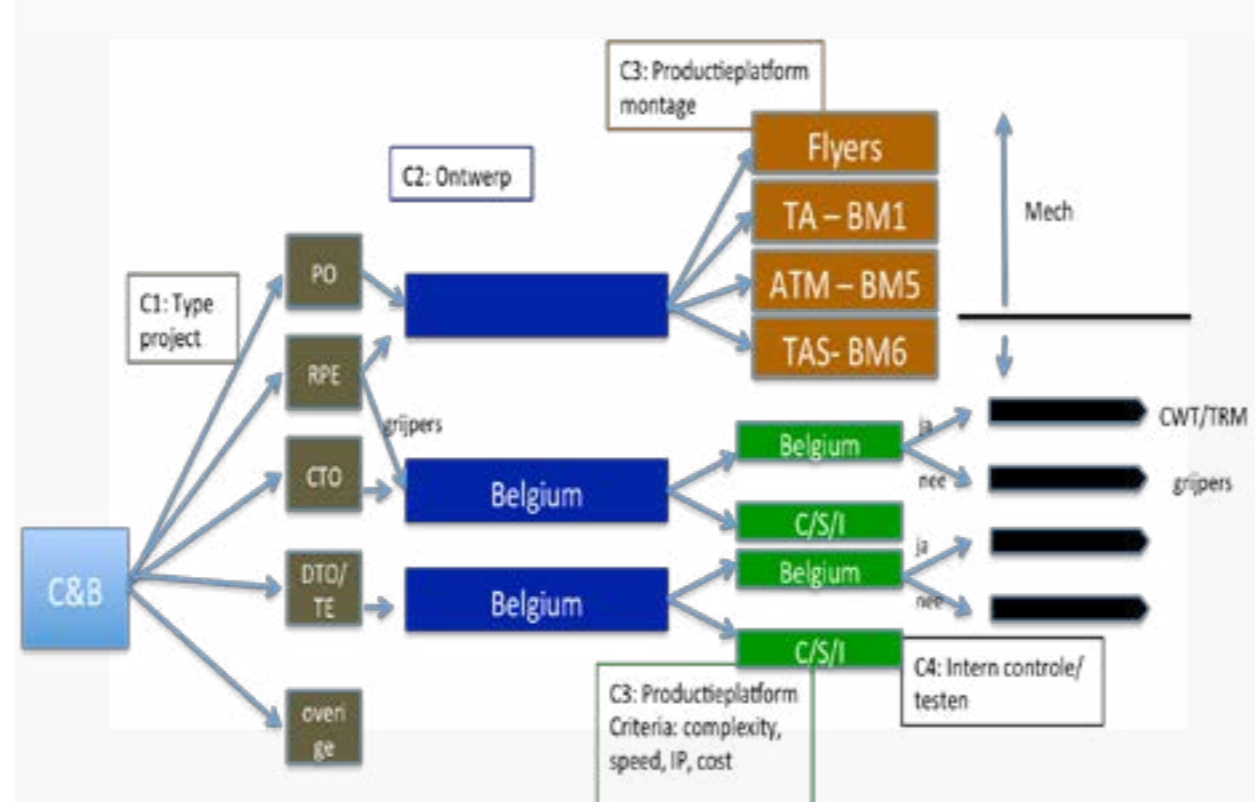 C3: Productieplatform
montage
Flyers
C2: Ontwerp
TA – BM1
Mech
PO
ATM – BM5
C1: Type
project
TAS- BM6
RPE
grijpers
ja
CWT/TRM
Belgium
CTO
nee
grijpers
Belgium
C/S/I
ja
DTO/
TE
Belgium
C&B
Belgium
nee
C/S/I
C4: Intern controle/
testen
overi
ge
C3: Productieplatform
Criteria: complexity,
speed, IP, cost